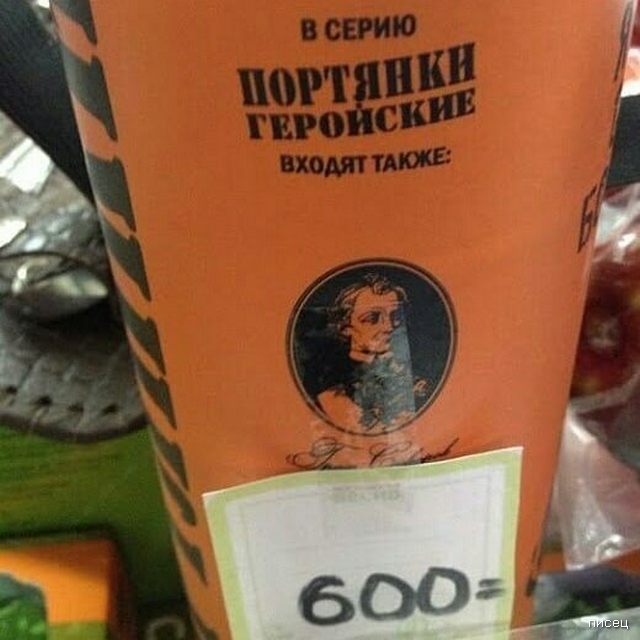 В СЕРИЮ
ПОРТЯНКИ
ГЕРОЙСКИЕ
ВХОДЯТ ТАКЖЕ:
600=
писец